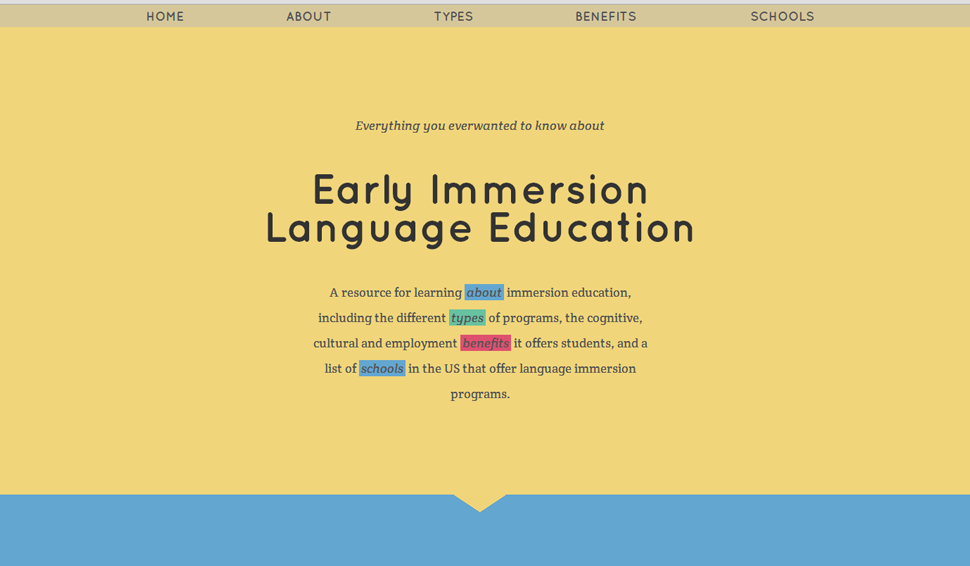 HOME ABOUT TYPES BENEFITS SCHOOLS
Everything you everwanted to know about
Early Immersion
Language Education
A resource for learning about immersion education,
including the different types of programs, the cognitive,
cultural and employment benefits it offers students, and a
list of schools in the US that offer language immersion
programs.